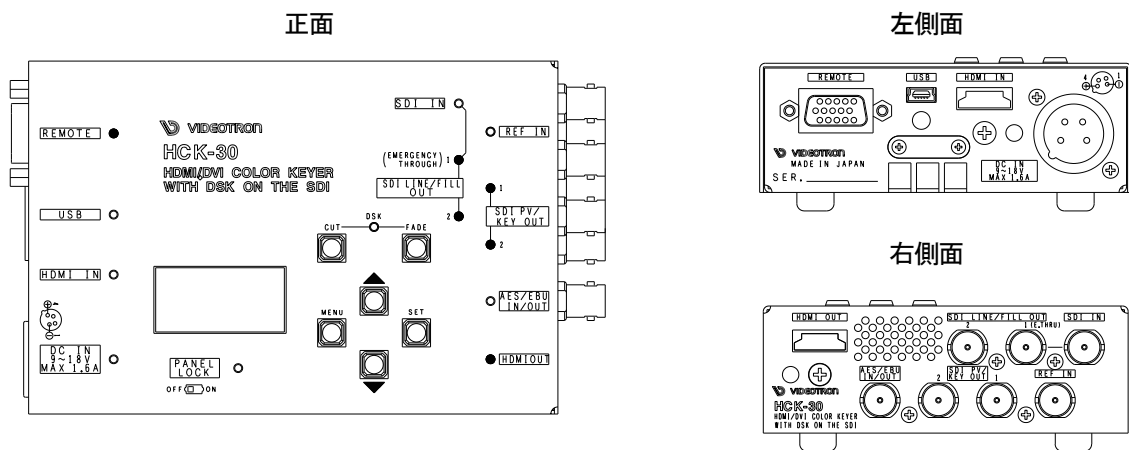 正面
SDI IN
REMOTE
VIDEOTRON
REF IN
HCK-30
(EMERGENCY THROUGH) 1
HDMI/DVI COLOR KEYER
WITH DSK ON THE SDI
SDI LINE/FILL
OUT
1
USB
2
SDI PV/
KEY OUT
DSK
CUT
FADE
2
HDMI IN
AES/EBU
IN/OUT
MENU
SET
DC IN
9~18V
MAX 1.6A
PANEL
LOCK
HDMIOUT
OFF ON
左側面
REMOTE
USB
HDMI IN
4 1
VIDEOTRON
MADE IN JAPAN
SER.
DC IN
9~18V
MAX 1.6A
右側面
HDMI OUT
SDI LINE/FILL OUT
SDI IN
2
1(E.THRU)
AES/EBU
IN/OUT
SDI PV/
2 KEY OUT 1
REF IN
VIDEOTRON
HCK-30
HDMI/DVI COLOR KEYER
WITH DSK ON THE SDI